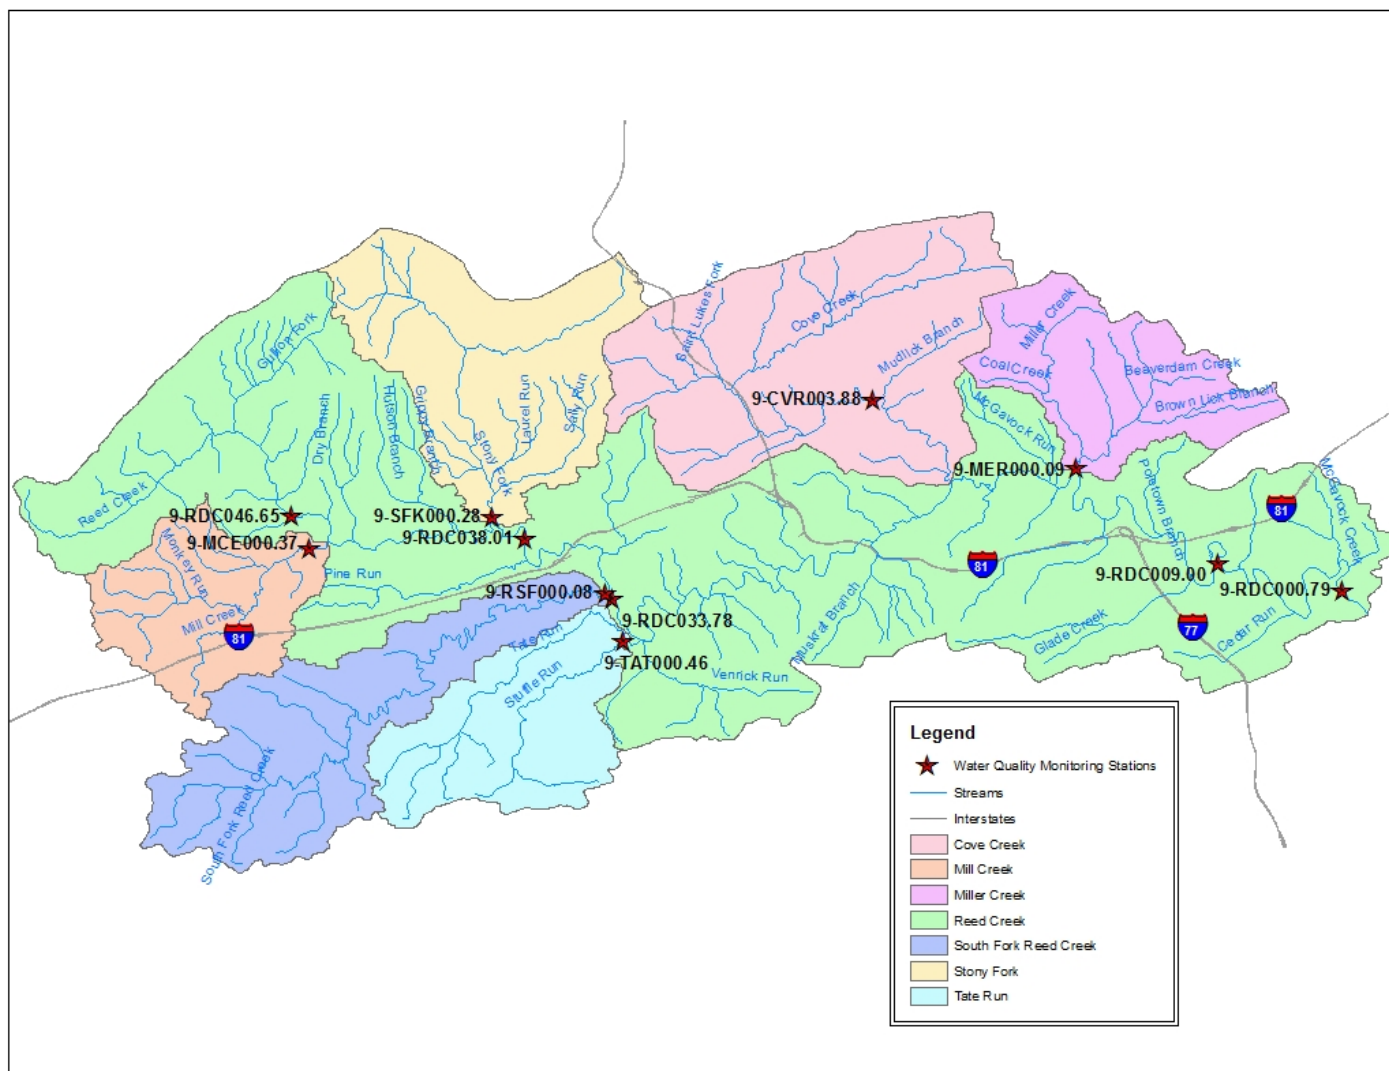 Saint Lukes Fork
Cove Creek
Miller Creek
Gullion Fork
Mudlick Branch
Coal Creek
Beaverdam Creek
Brown Lick Branch
Dry Branch
Hutson Branch
Grippy Branch
Laurel Run
Sally Run
9-CVR003.88
McGavock Run
Stony Fork
9-MER000.09
Poletown Branch
McGavock Creek
Reed Creek
9-RDC046.65
9-SFK000.28
81
9-MCE000.37
9-RDC038.01
Monkey Run
Pine Run
81
9-RDC009.00
9-RSF000.08
9-RDC000.79
Mill Creek
9-RDC033.78
Muskrat Branch
Glade Creek
77
Cedar Run
81
Tate Run
9-TAT000.46
Stuffle Run
Venrick Run
South Fork Reed Creek
Legend
Water Quality Monitoring Stations
Streams
Interstates
Cove Creek
Mill Creek
Miller Creek
Reed Creek
South Fork Reed Creek
Stony Fork
Tate Run